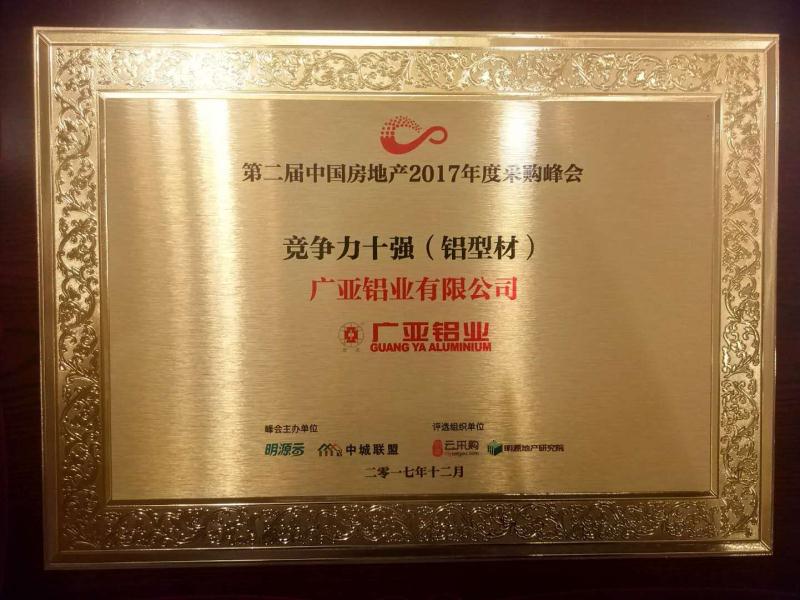 第二届中国房地产2017年度采购峰会
竞争力十强（铝型材）
广亚铝业有限公司
广亚铝业
GUANG YA ALUMINIUM
峰会主办单位
明源云
中城联盟
评选组织单位
云采购
明源地产研究院
二零一七年十二月